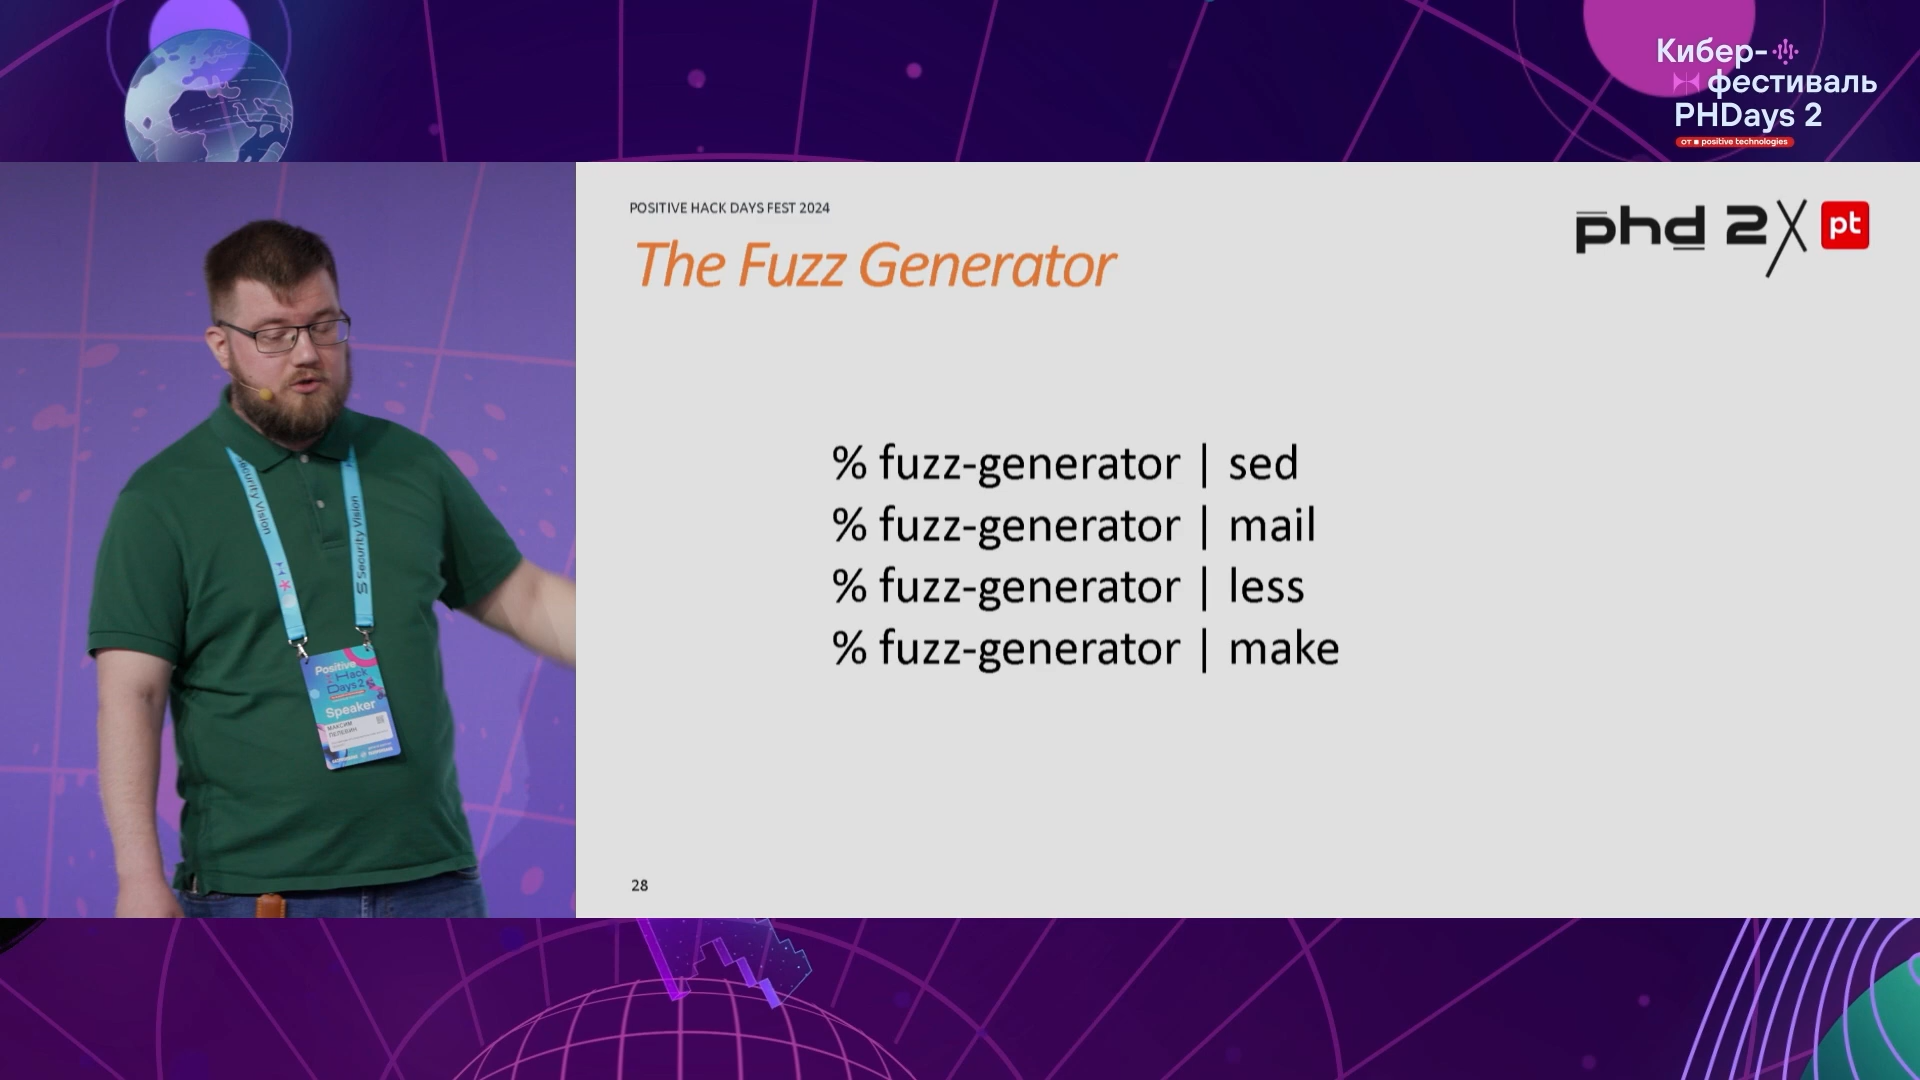 Кибер-
фестиваль
PHDays 2
от positive technologies
POSITIVE HACK DAYS FEST 2024
phd 2
pt
The Fuzz Generator
% fuzz-generator | sed
% fuzz-generator | mail
% fuzz-generator | less
% fuzz-generator | make
28
Security Vision
Security Vision
Positive
Hack
Days 2
Speaker
МАКСИМ
ПЕЛЕВИН